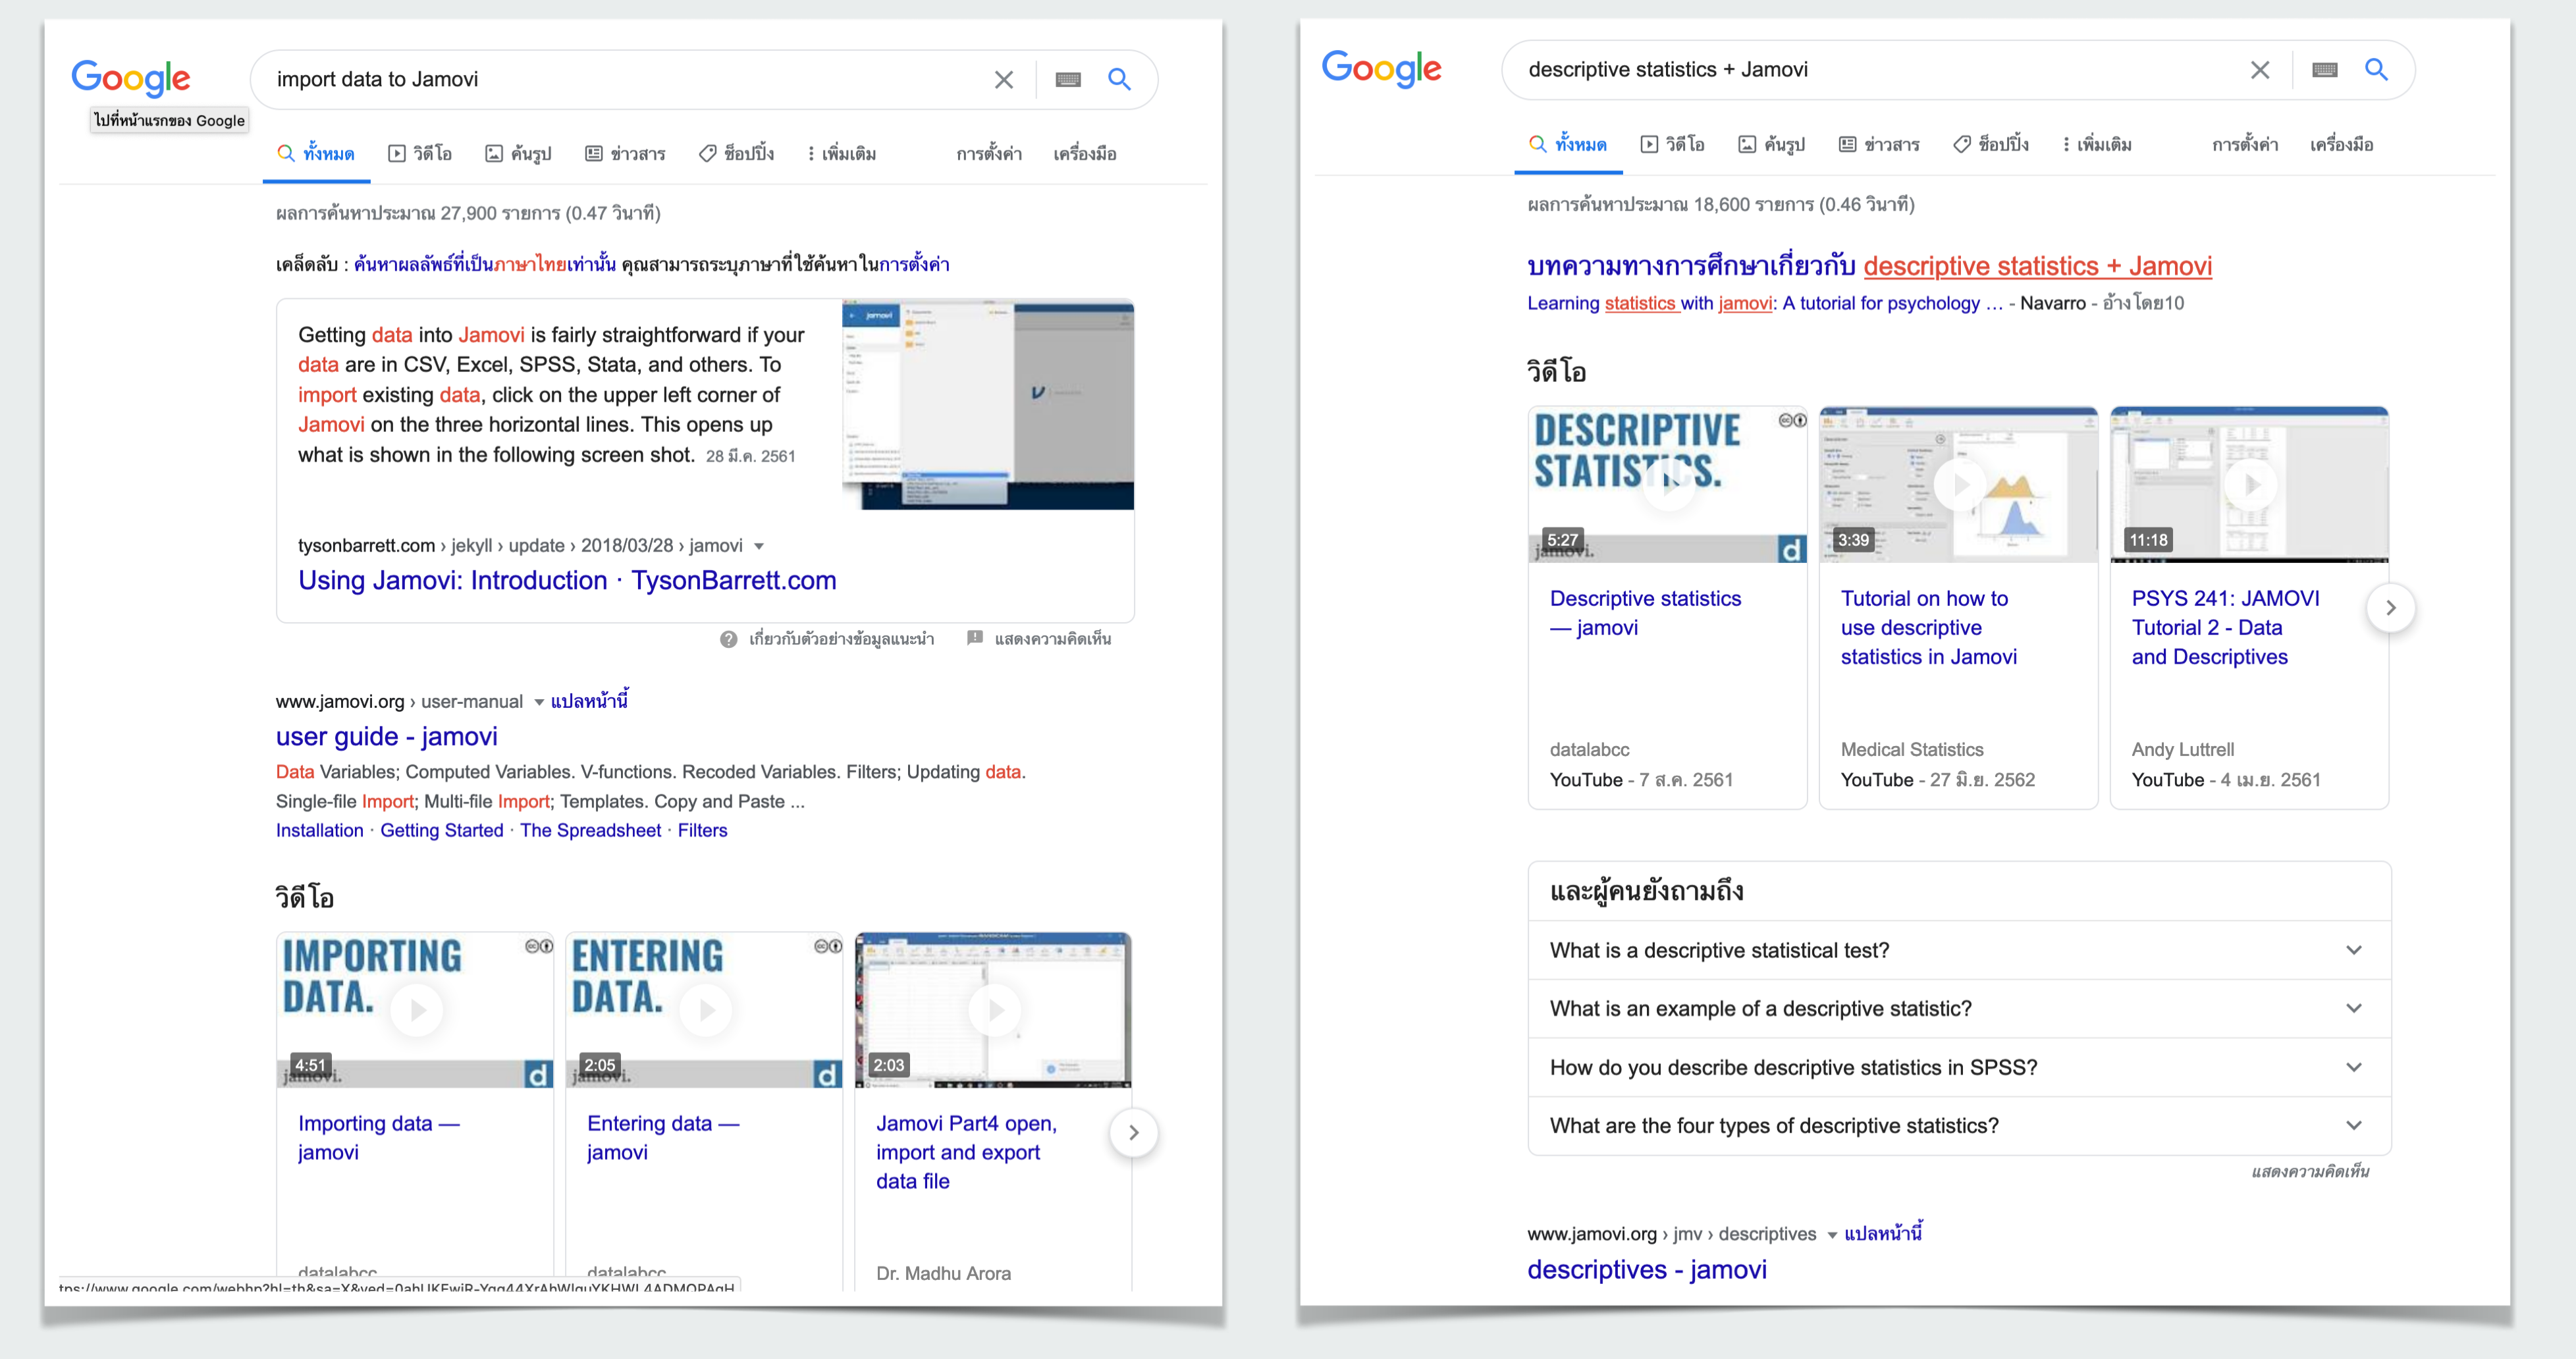 Google
import data to Jamovi
ไปที่หน้าแรกของ Google
ทั้งหมด วิดีโอ ค้นรูป ข่าวสาร ช็อปปิ้ง เพิ่มเติม การตั้งค่า เครื่องมือ
ผลการค้นหาประมาณ 27,900 รายการ (0.47 วินาที)
เคล็ดลับ : ค้นหาผลลัพธ์ที่เป็นภาษาไทยเท่านั้น คุณสามารถระบุภาษาที่ใช้ค้นหาในการตั้งค่า
Getting data into Jamovi is fairly straightforward if your
data are in CSV, Excel, SPSS, Stata, and others. To
import existing data, click on the upper left corner of
Jamovi on the three horizontal lines. This opens up
what is shown in the following screen shot. 28 มี.ค. 2561
jamovi
tysonbarrett.com › jekyll › update › 2018/03/28 › jamovi
Using Jamovi: Introduction · TysonBarrett.com
เกี่ยวกับตัวอย่างข้อมูลแนะนำ แสดงความคิดเห็น
www.jamovi.org › user-manual แปลหน้านี้
user guide - jamovi
Data Variables; Computed Variables. V-functions. Recoded Variables. Filters; Updating data.
Single-file Import; Multi-file Import; Templates. Copy and Paste ...
Installation · Getting Started · The Spreadsheet · Filters
วิดีโอ
IMPORTING
DATA.
4:51
jamovi.
d
Importing data —
jamovi
datalabcc
ENTERING
DATA.
2:05
jamovi.
d
Entering data —
jamovi
datalabcc
2:03
Jamovi Part4 open,
import and export
data file
Dr. Madhu Arora
Google
descriptive statistics + Jamovi
ทั้งหมด วิดีโอ ค้นรูป ข่าวสาร ช็อปปิ้ง เพิ่มเติม การตั้งค่า เครื่องมือ
ผลการค้นหาประมาณ 18,600 รายการ (0.46 วินาที)
บทความทางการศึกษาเกี่ยวกับ descriptive statistics + Jamovi
Learning statistics with jamovi: A tutorial for psychology … - Navarro - อ้างโดย10
วิดีโอ
DESCRIPTIVE
STATISTICS.
5:27
jamovi.
d
Descriptive statistics
— jamovi
datalabcc
YouTube - 7 ส.ค. 2561
3:39
Tutorial on how to
use descriptive
statistics in Jamovi
Medical Statistics
YouTube - 27 มิ.ย. 2562
11:18
PSYS 241: JAMOVI
Tutorial 2 - Data
and Descriptives
Andy Luttrell
YouTube - 4 เม.ย. 2561
และผู้คนยังถามถึง
What is a descriptive statistical test?
What is an example of a descriptive statistic?
How do you describe descriptive statistics in SPSS?
What are the four types of descriptive statistics?
แสดงความคิดเห็น
www.jamovi.org › jmv › descriptives แปลหน้านี้
descriptives - jamovi